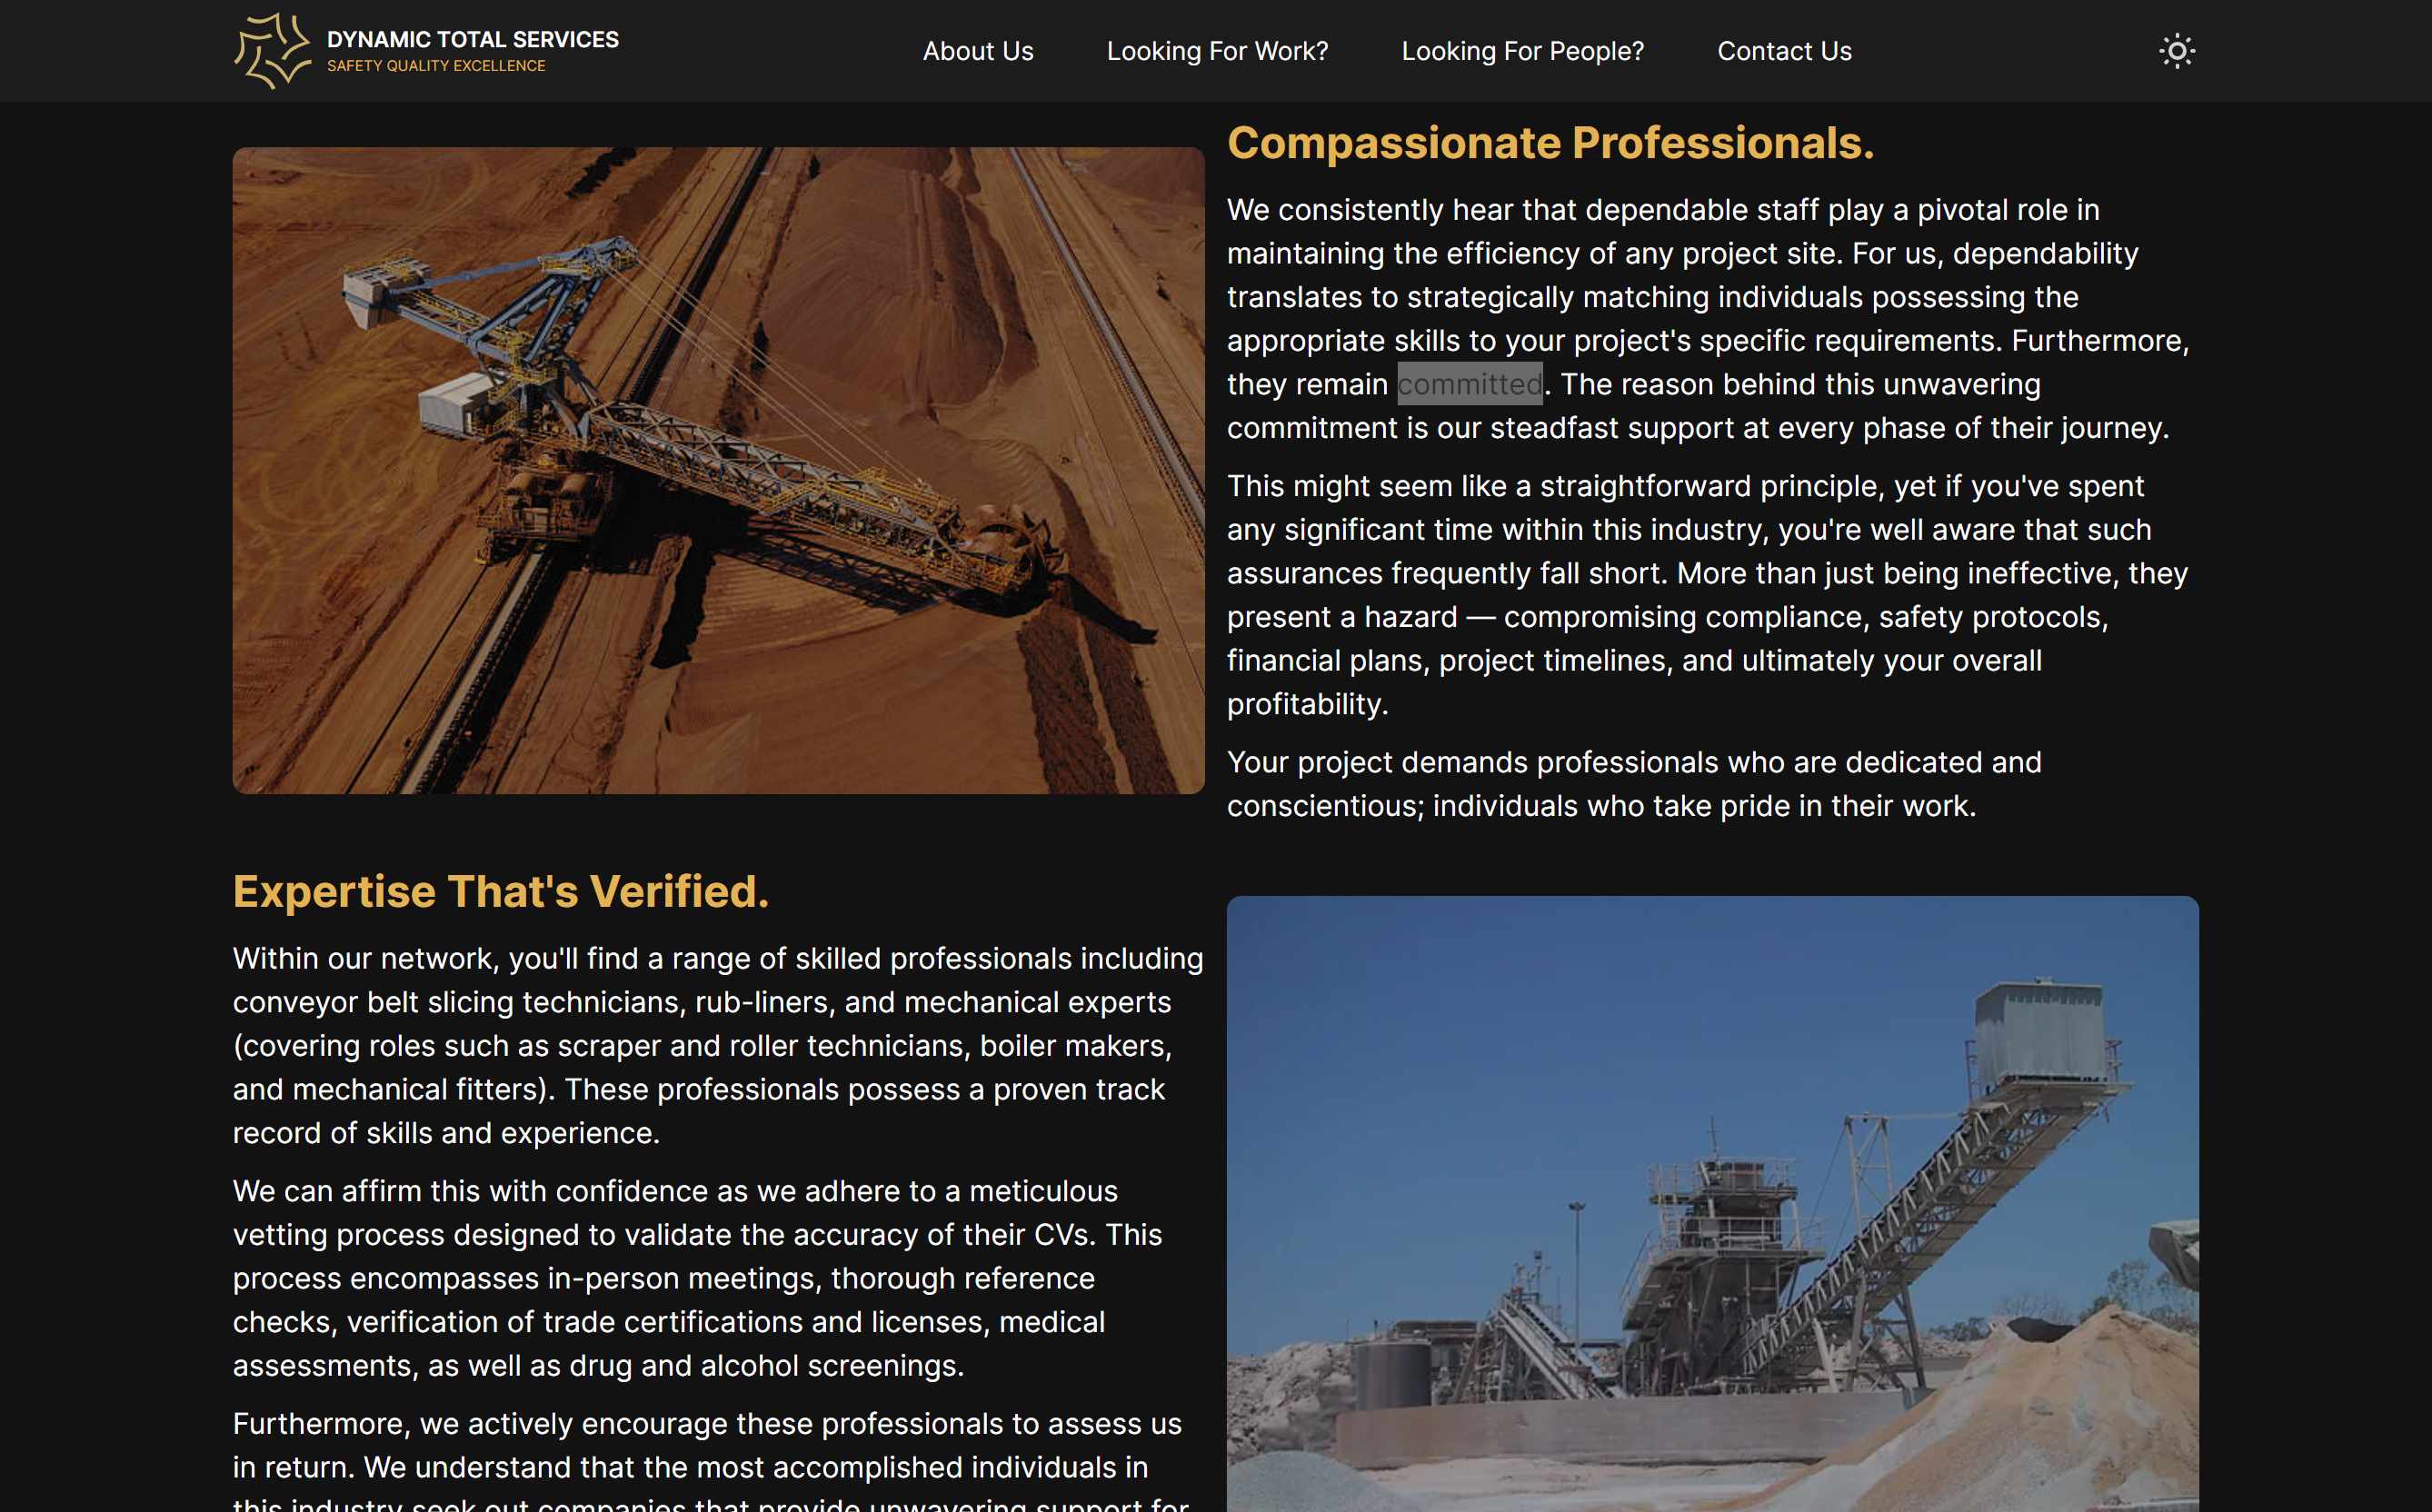 DYNAMIC TOTAL SERVICES
SAFETY QUALITY EXCELLENCE
About Us
Looking For Work?
Looking For People?
Contact Us
Compassionate Professionals.
We consistently hear that dependable staff play a pivotal role in
maintaining the efficiency of any project site. For us, dependability
translates to strategically matching individuals possessing the
appropriate skills to your project's specific requirements. Furthermore,
they remain committed. The reason behind this unwavering
commitment is our steadfast support at every phase of their journey.
This might seem like a straightforward principle, yet if you've spent
any significant time within this industry, you're well aware that such
assurances frequently fall short. More than just being ineffective, they
present a hazard — compromising compliance, safety protocols,
financial plans, project timelines, and ultimately your overall
profitability.
Your project demands professionals who are dedicated and
conscientious; individuals who take pride in their work.
Expertise That's Verified.
Within our network, you'll find a range of skilled professionals including
conveyor belt slicing technicians, rub-liners, and mechanical experts
(covering roles such as scraper and roller technicians, boiler makers,
and mechanical fitters). These professionals possess a proven track
record of skills and experience.
We can affirm this with confidence as we adhere to a meticulous
vetting process designed to validate the accuracy of their CVs. This
process encompasses in-person meetings, thorough reference
checks, verification of trade certifications and licenses, medical
assessments, as well as drug and alcohol screenings.
Furthermore, we actively encourage these professionals to assess us
in return. We understand that the most accomplished individuals in
this industry seek out companies that provide unwavering support for